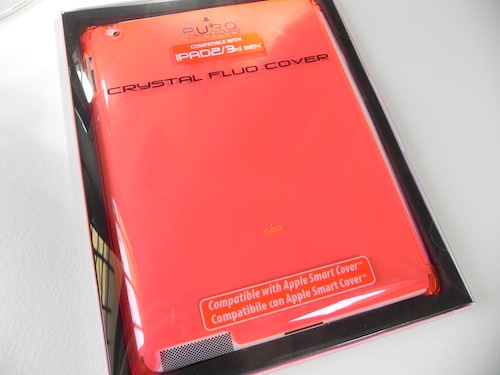 PURO
COMPATIBLE WITH
IPAD2/3RD GEN
CRYSTAL FLUO COVER
puro
Compatible with Apple Smart Cover™
Compatibile con Apple Smart Cover™